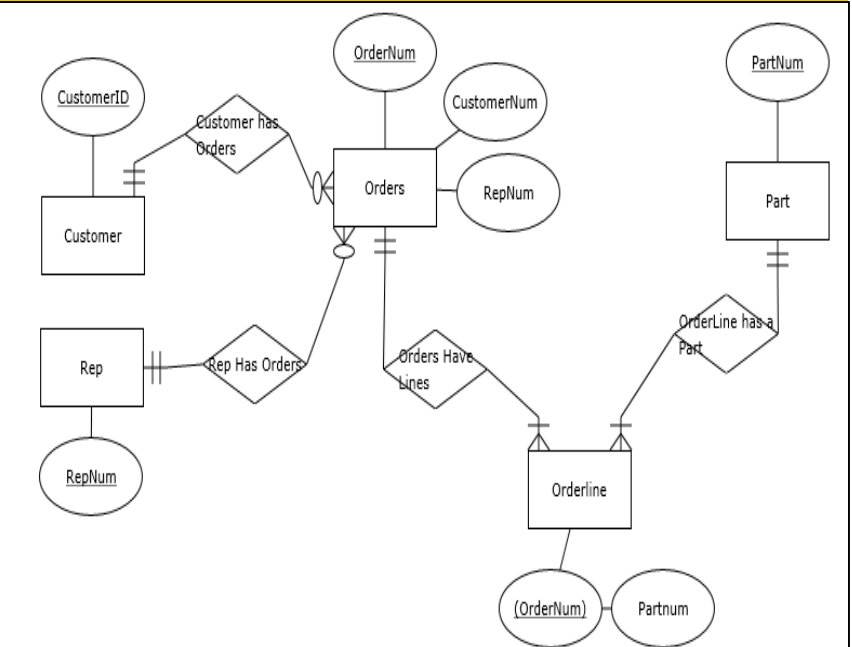 OrderNum
PartNum
CustomerID
CustomerNum
Customer has
Orders
Orders
RepNum
Part
Customer
OrderLine has a
Part
Rep
Rep Has Orders
Orders Have
Lines
RepNum
Orderline
(OrderNum)
Partnum